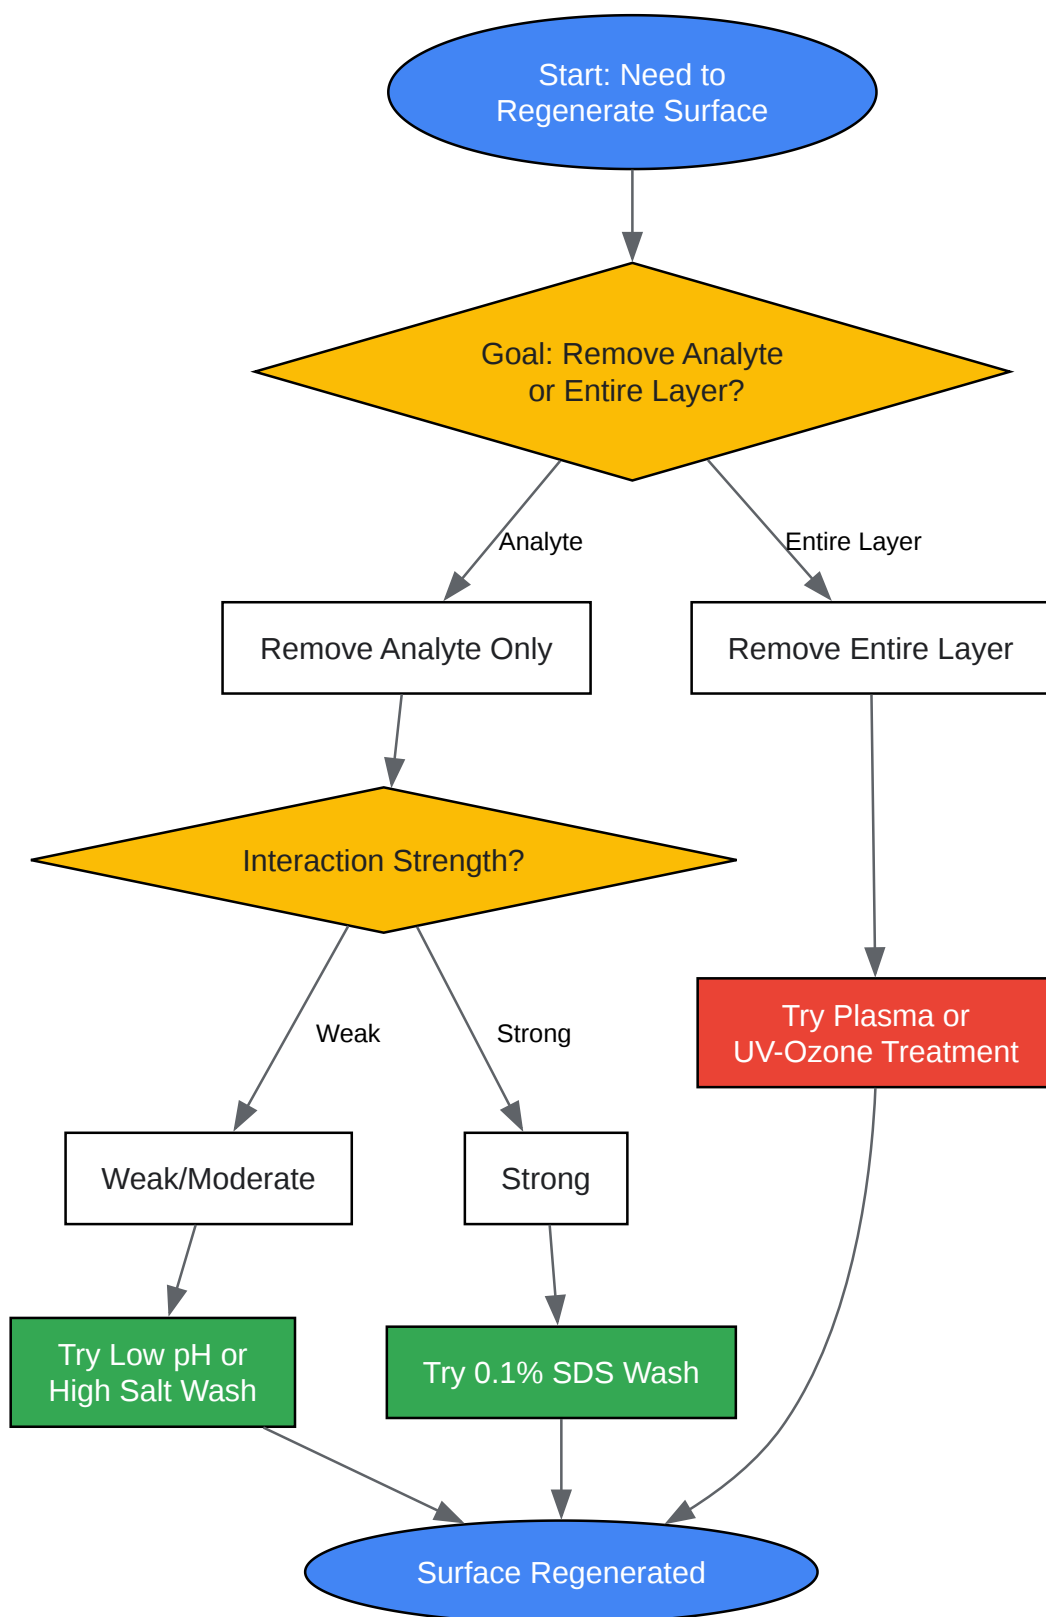 Start: Need to
Regenerate Surface
Goal: Remove Analyte
or Entire Layer?
Analyte
Entire Layer
Remove Analyte Only
Remove Entire Layer
Interaction Strength?
Try Plasma or
UV-Ozone Treatment
Weak
Strong
Weak/Moderate
Strong
Try Low pH or
High Salt Wash
Try 0.1% SDS Wash
Surface Regenerated